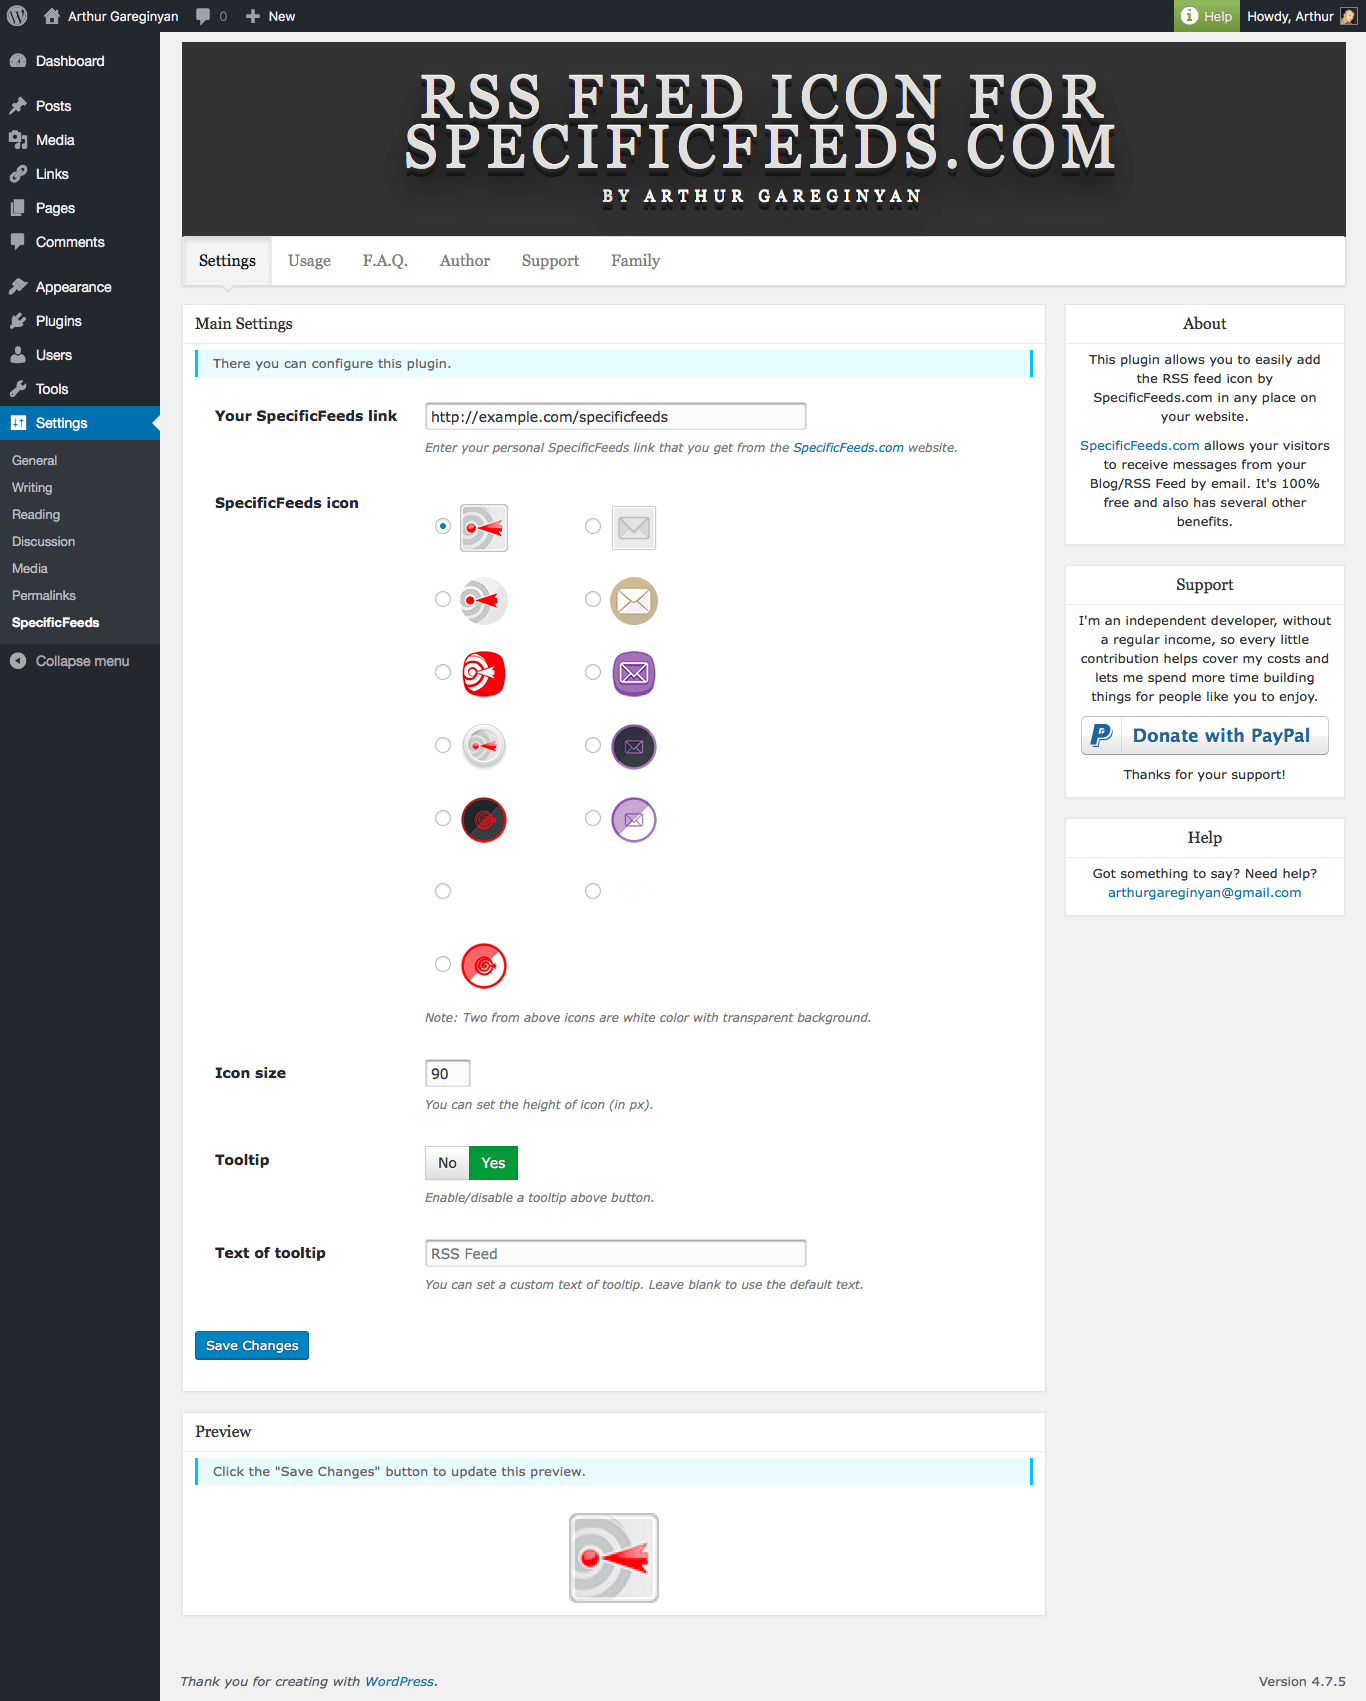 Arthur Gareginyan
0
New
Help
Howdy, Arthur
Dashboard
Posts
Media
Links
Pages
Comments
Appearance
Plugins
Users
Tools
Settings
General
Writing
Reading
Discussion
Media
Permalinks
SpecificFeeds
Collapse menu
RSS FEED ICON FOR
SPECIFICFEEDS.COM
BY ARTHUR GAREGINYAN
Settings
Usage
F.A.Q.
Author
Support
Family
Main Settings
There you can configure this plugin.
Your SpecificFeeds link
http://example.com/specificfeeds
Enter your personal SpecificFeeds link that you get from the SpecificFeeds.com website.
SpecificFeeds icon
Note: Two from above icons are white color with transparent background.
Icon size
90
You can set the height of icon (in px).
Tooltip
No
Yes
Enable/disable a tooltip above button.
Text of tooltip
RSS Feed
You can set a custom text of tooltip. Leave blank to use the default text.
Save Changes
Preview
Click the "Save Changes" button to update this preview.
About
This plugin allows you to easily add
the RSS feed icon by
SpecificFeeds.com in any place on
your website.
SpecificFeeds.com allows your visitors
to receive messages from your
Blog/RSS Feed by email. It's 100%
free and also has several other
benefits.
Support
I'm an independent developer, without
a regular income, so every little
contribution helps cover my costs and
lets me spend more time building
things for people like you to enjoy.
Donate with PayPal
Thanks for your support!
Help
Got something to say? Need help?
arthurgareginyan@gmail.com
Thank you for creating with WordPress.
Version 4.7.5